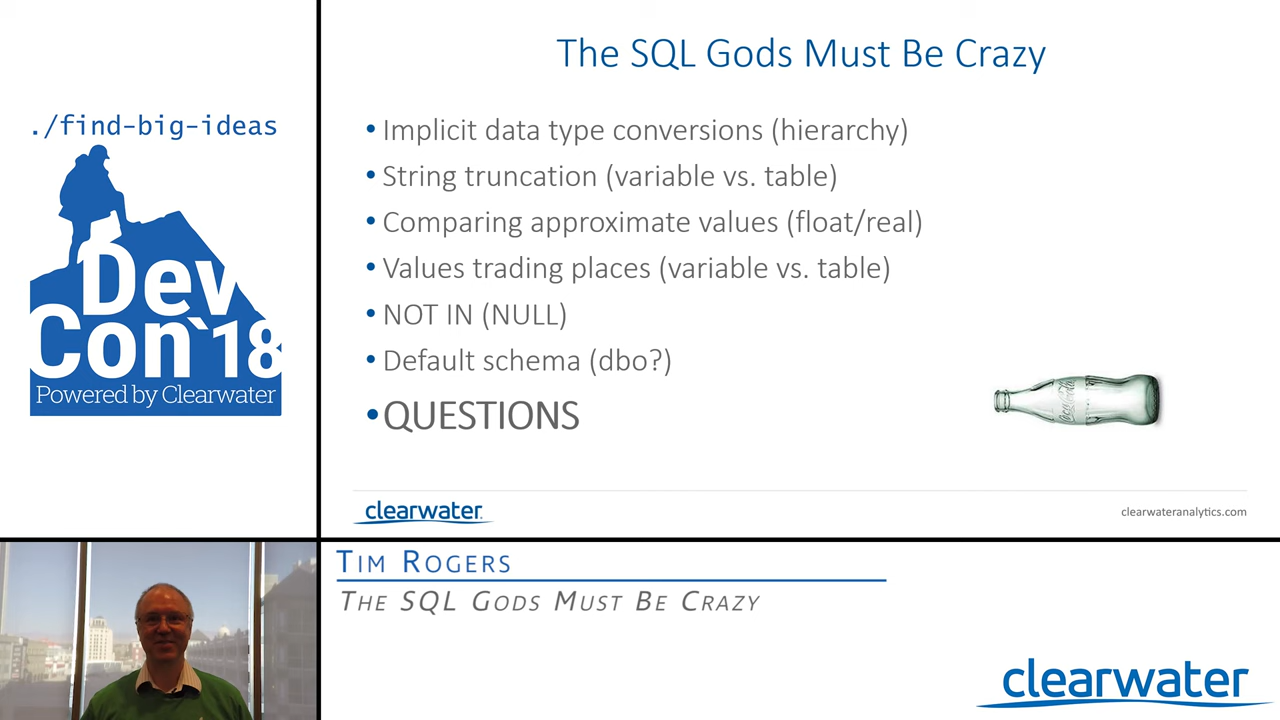 ./find-big-ideas
Dev
Con`18
Powered by Clearwater
The SQL Gods Must Be Crazy
• Implicit data type conversions (hierarchy)
• String truncation (variable vs. table)
• Comparing approximate values (float/real)
• Values trading places (variable vs. table)
• NOT IN (NULL)
• Default schema (dbo?)
• QUESTIONS
Coca-Cola
clearwater
clearwateranalytics.com
Tim Rogers
The SQL Gods Must Be Crazy
clearwater